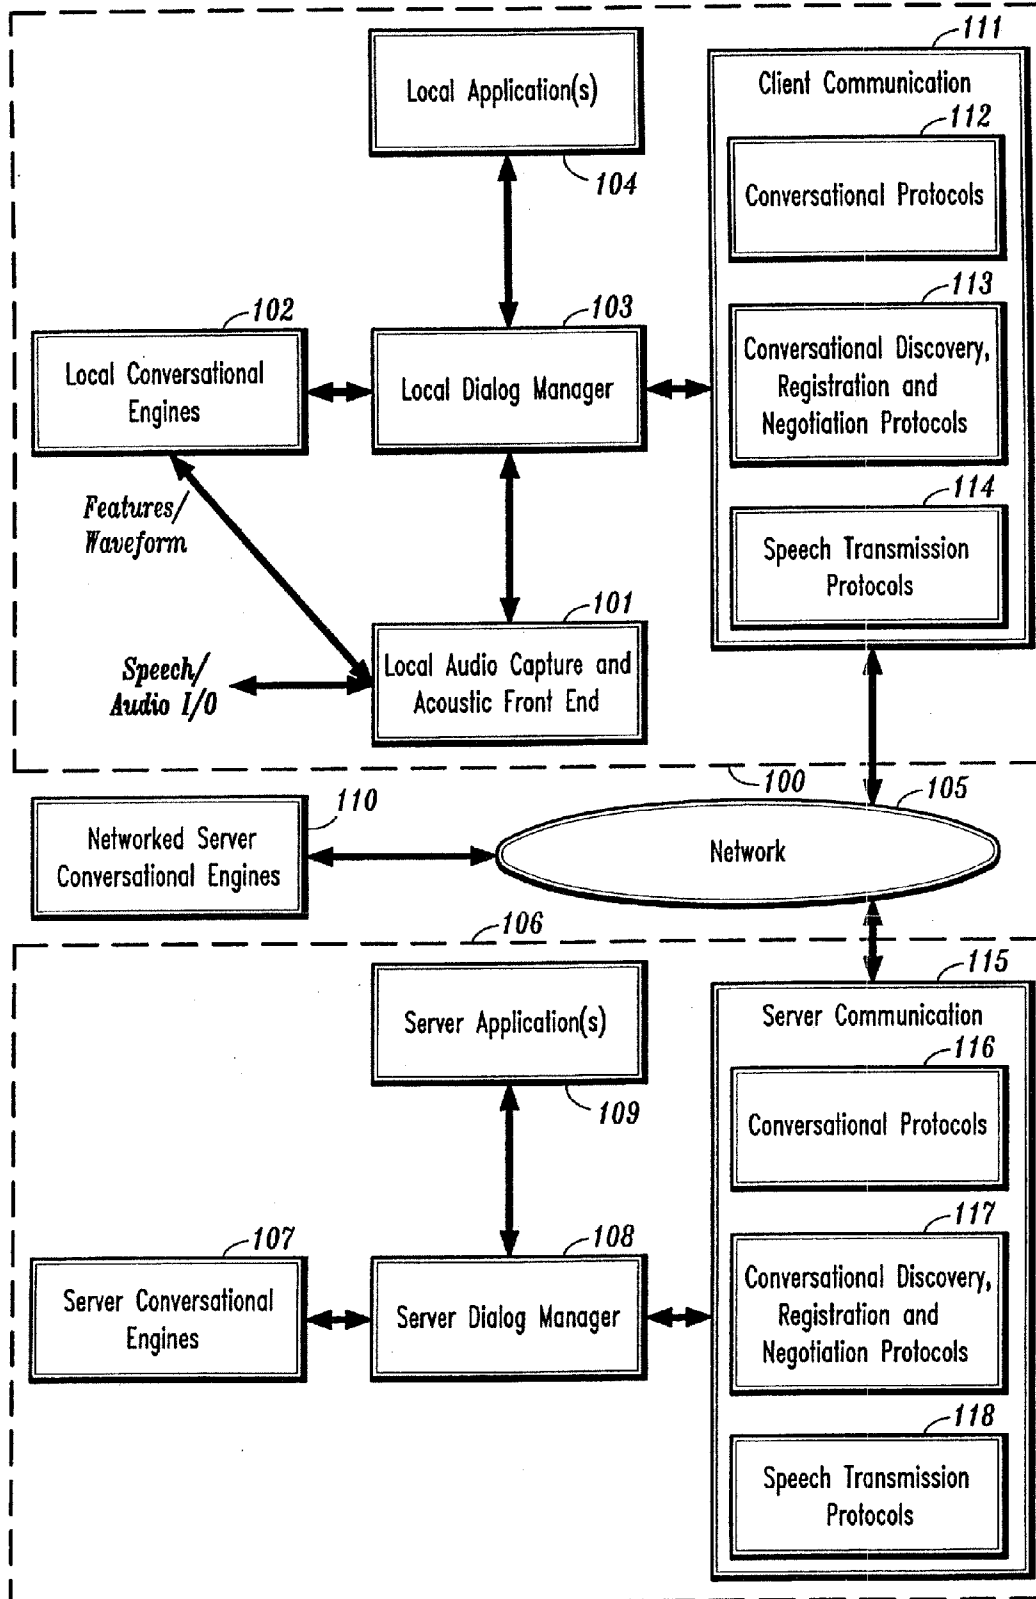 111
Local Application(s)
104
Client Communication
112
Conversational Protocols
102
103
113
Local Conversational
Engines
Local Dialog Manager
Conversational Discovery,
Registration and
Negotiation Protocols
Features/
Waveform
114
Speech Transmission
Protocols
101
Speech/
Audio I/O
Local Audio Capture and
Acoustic Front End
100
110
105
Networked Server
Conversational Engines
Network
106
115
Server Application(s)
109
Server Communication
116
Conversational Protocols
107
108
117
Server Conversational
Engines
Server Dialog Manager
Conversational Discovery,
Registration and
Negotiation Protocols
118
Speech Transmission
Protocols